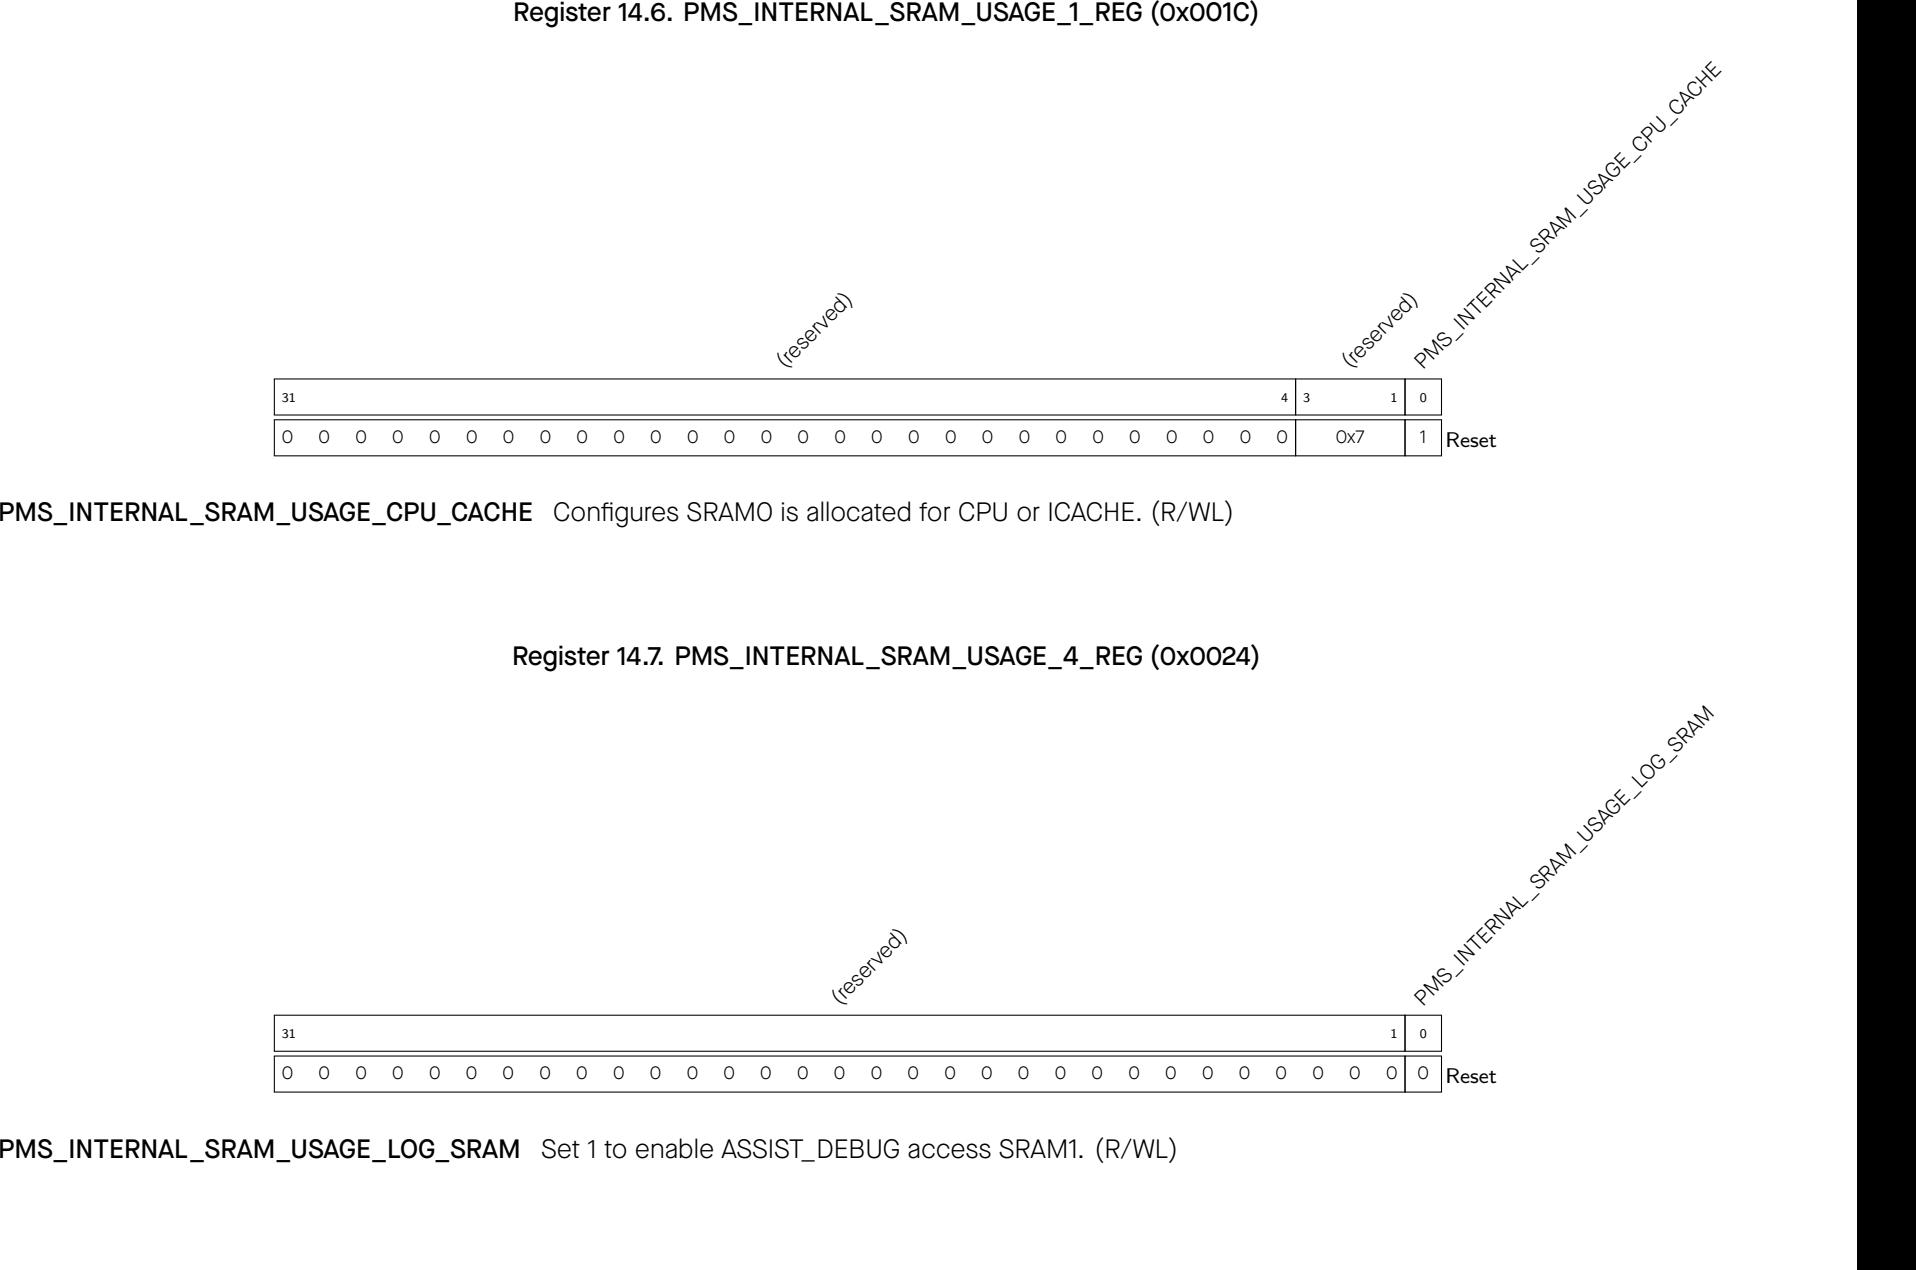 Register 14.6. PMS_INTERNAL_SRAM_USAGE_1_REG (0x001C)
(reserved) (reserved) PMS_INTERNAL_SRAM_USAGE_CPU_CACHE
31 4 3 1 0
0 0 0 0 0 0 0 0 0 0 0 0 0 0 0 0 0 0 0 0 0 0 0 0 0 0 0 0 0x7 1 Reset
PMS_INTERNAL_SRAM_USAGE_CPU_CACHE Configures SRAM0 is allocated for CPU or ICACHE. (R/WL)
Register 14.7. PMS_INTERNAL_SRAM_USAGE_4_REG (0x0024)
(reserved) PMS_INTERNAL_SRAM_USAGE_LOG_SRAM
31 1 0
0 0 0 0 0 0 0 0 0 0 0 0 0 0 0 0 0 0 0 0 0 0 0 0 0 0 0 0 0 0 0 0 Reset
PMS_INTERNAL_SRAM_USAGE_LOG_SRAM Set 1 to enable ASSIST_DEBUG access SRAM1. (R/WL)